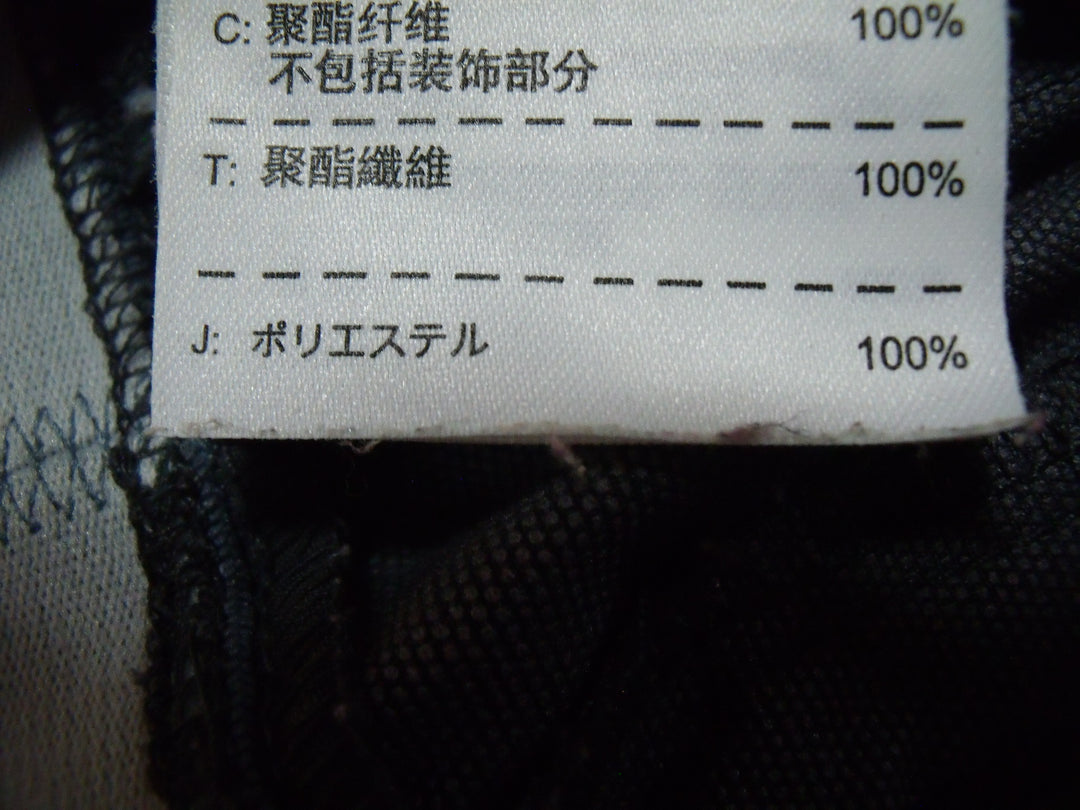 C: 聚酯纤维 100%
不包括装饰部分
T: 聚酯纖維 100%
J: ポリエステル 100%